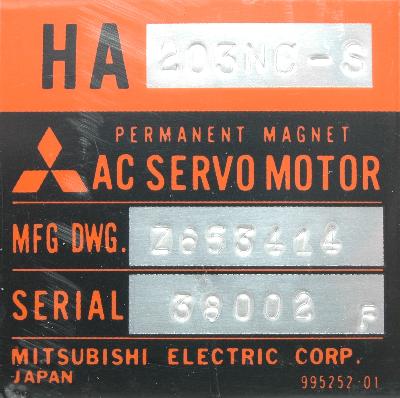 HA 203NC-S
PERMANENT MAGNET
AC SERVO MOTOR
MFG DWG. Z653414
SERIAL 38002 F
MITSUBISHI ELECTRIC CORP.
JAPAN 995252-01